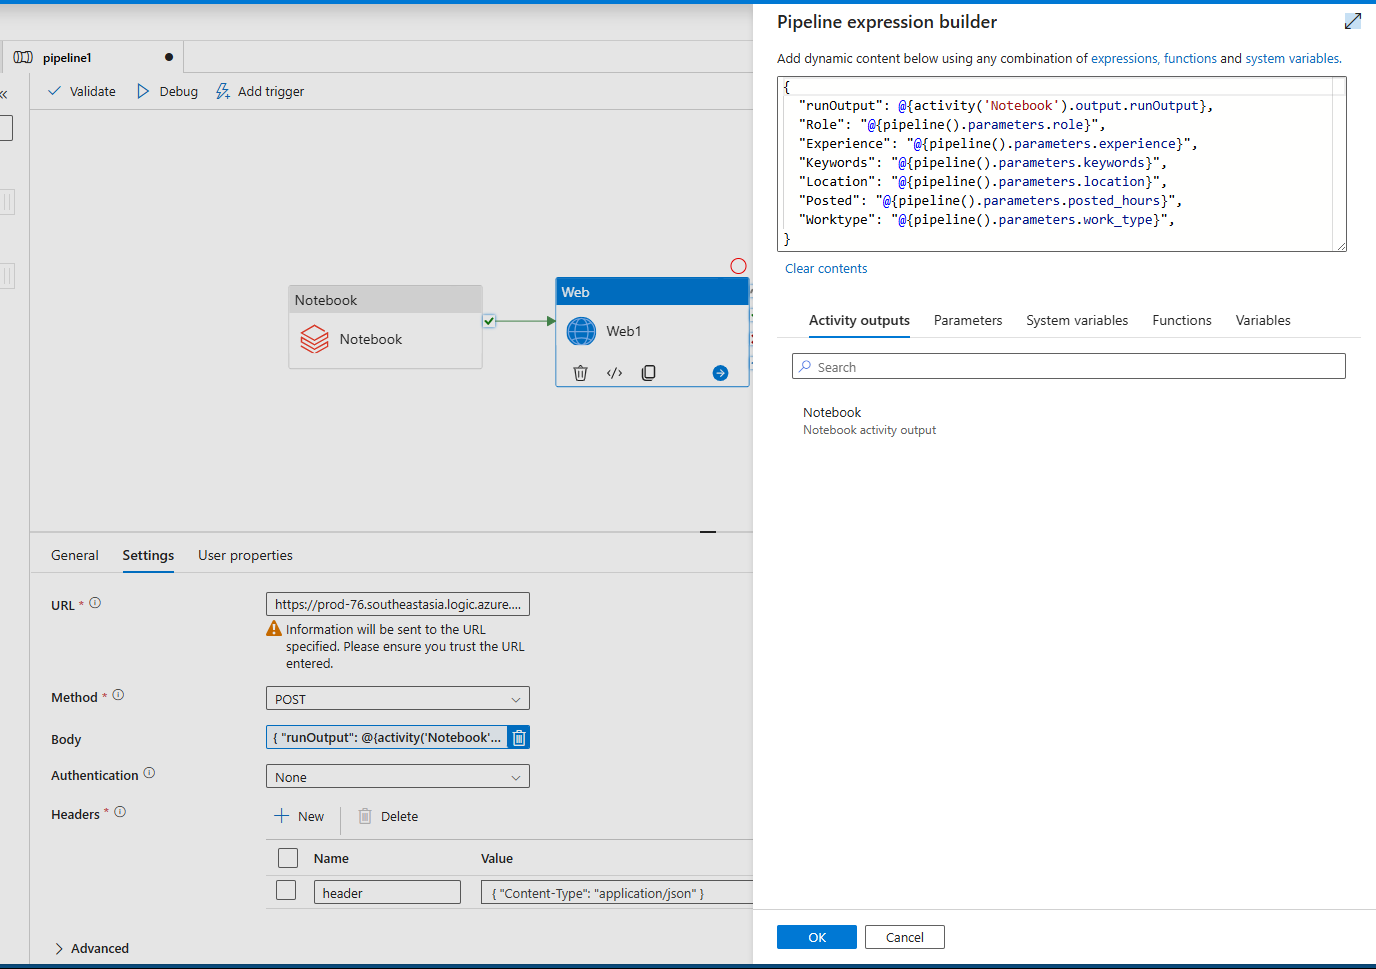 pipeline1
Validate
Debug
Add trigger
Notebook
Notebook
Web
Web1
General
Settings
User properties
URL *
https://prod-76.southeastasia.logic.azure....
Information will be sent to the URL
specified. Please ensure you trust the URL
entered.
Method *
POST
Body
{ "runOutput": @{activity('Notebook'...
Authentication
None
Headers *
New
Delete
Name
Value
header
{ "Content-Type": "application/json" }
Advanced
Pipeline expression builder
Add dynamic content below using any combination of expressions, functions and system variables.
{
"runOutput": @{activity('Notebook').output.runOutput},
"Role": "@{pipeline().parameters.role}",
"Experience": "@{pipeline().parameters.experience}",
"Keywords": "@{pipeline().parameters.keywords}",
"Location": "@{pipeline().parameters.location}",
"Posted": "@{pipeline().parameters.posted_hours}",
"Worktype": "@{pipeline().parameters.work_type}",
}
Clear contents
Activity outputs
Parameters
System variables
Functions
Variables
Search
Notebook
Notebook activity output
OK
Cancel